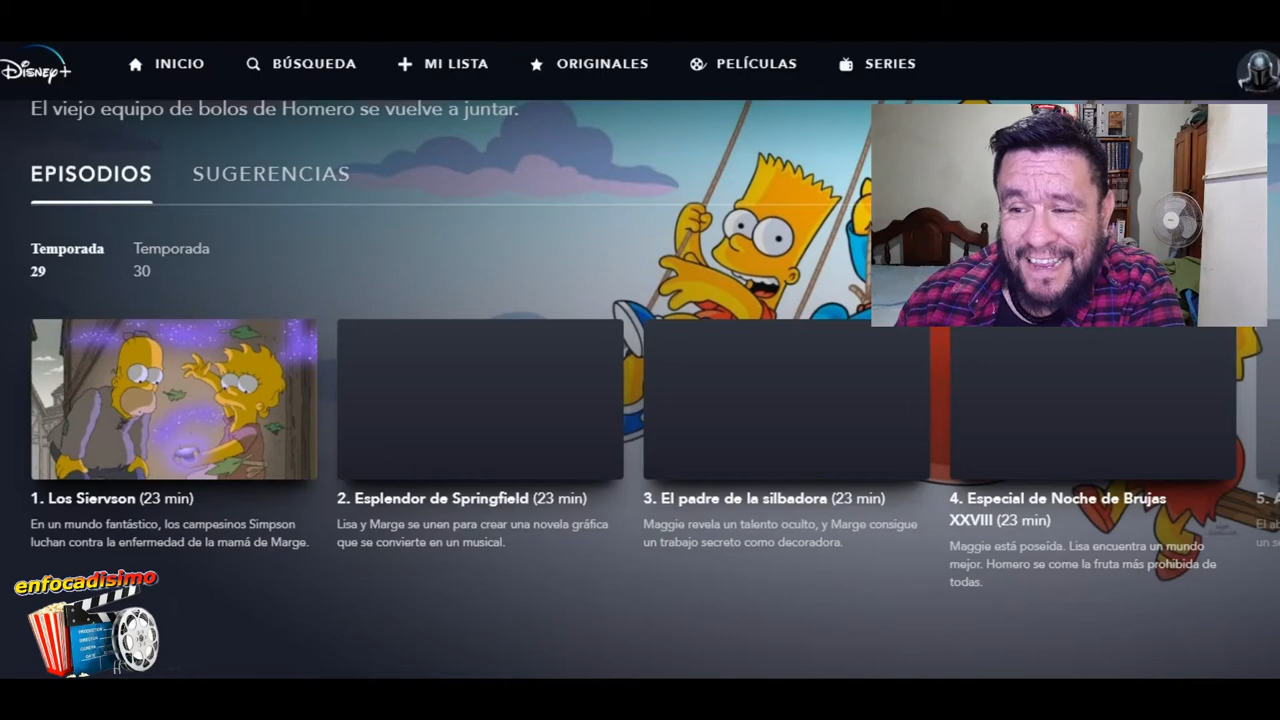 Disney+
INICIO
BÚSQUEDA
MI LISTA
ORIGINALES
PELÍCULAS
SERIES
El viejo equipo de bolos de Homero se vuelve a juntar.
EPISODIOS
SUGERENCIAS
Temporada
29
Temporada
30
1. Los Siervson (23 min)
En un mundo fantástico, los campesinos Simpson
luchan contra la enfermedad de la mamá de Marge.
2. Esplendor de Springfield (23 min)
Lisa y Marge se unen para crear una novela gráfica
que se convierte en un musical.
3. El padre de la silbadora (23 min)
Maggie revela un talento oculto, y Marge consigue
un trabajo secreto como decoradora.
4. Especial de Noche de Brujas
XXVIII (23 min)
Maggie está poseída. Lisa encuentra un mundo
mejor. Homero se come la fruta más prohibida de
todas.
5.
enfocadisimo